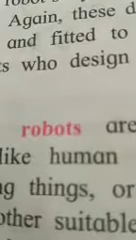 Again, these
and fitted to
who design
robots are
like human
things, or
other suitable